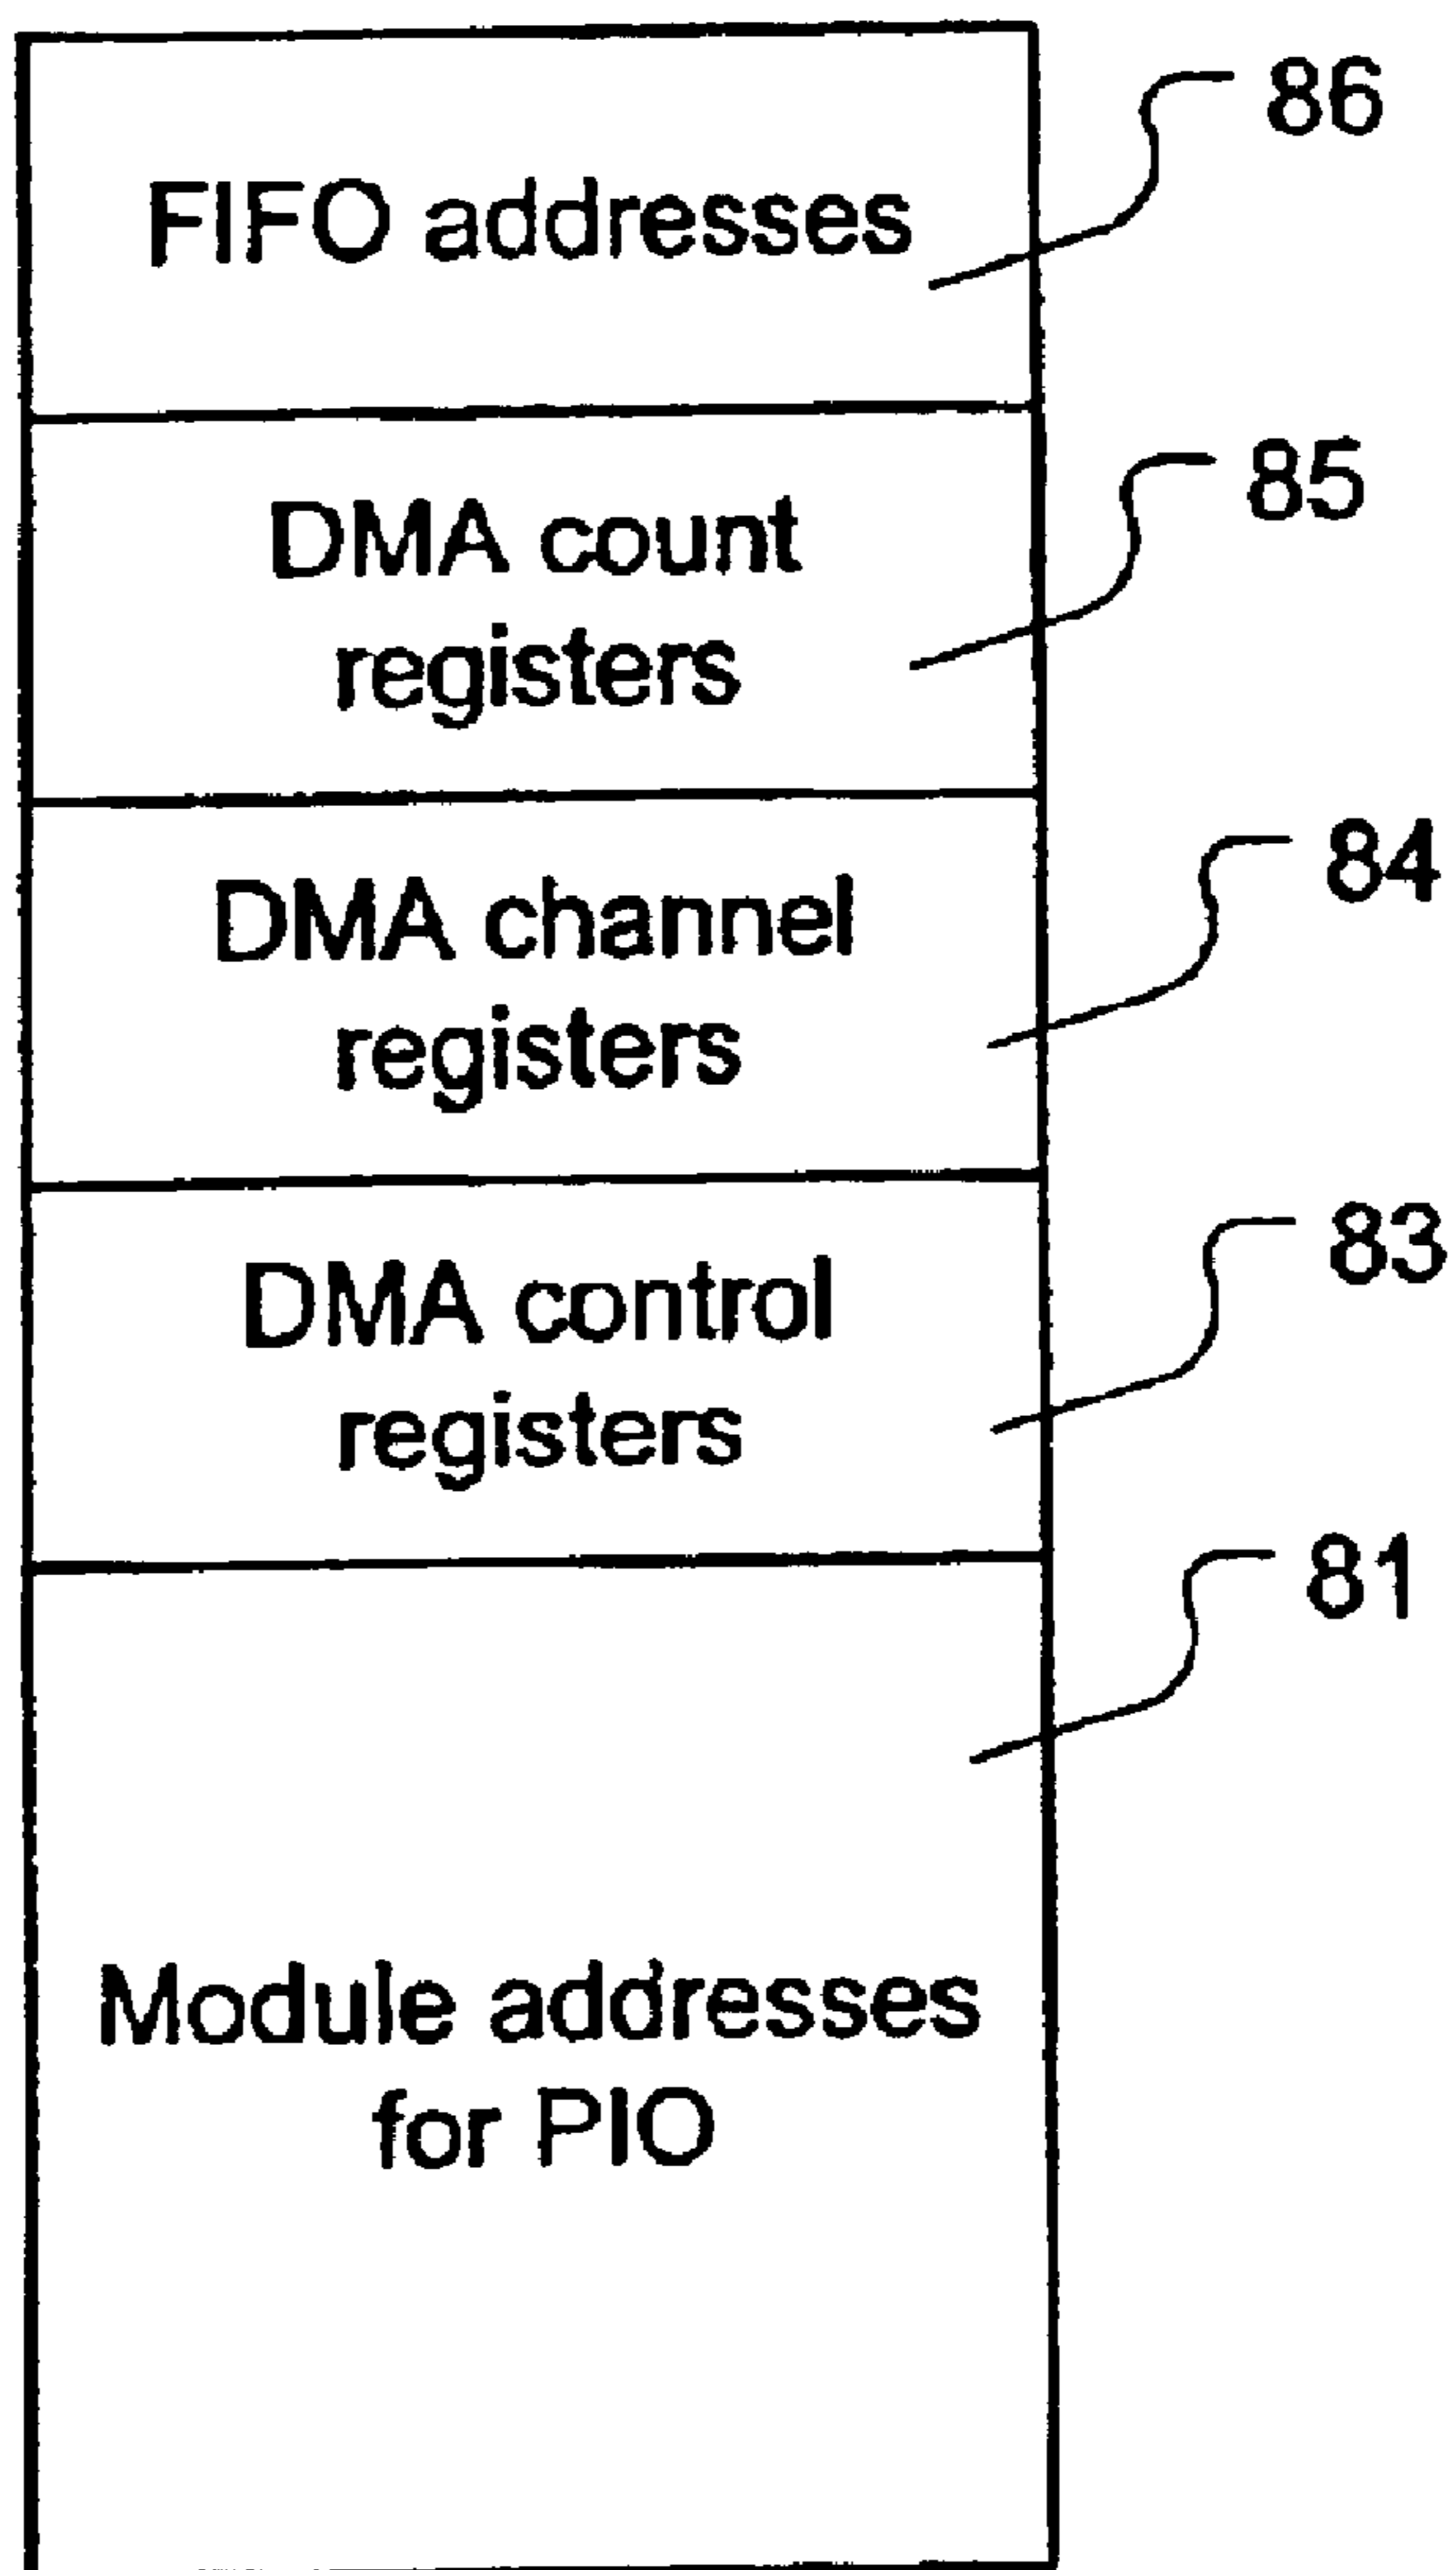 86
FIFO addresses
85
DMA count
registers
84
DMA channel
registers
83
DMA control
registers
81
Module addresses
for PIO